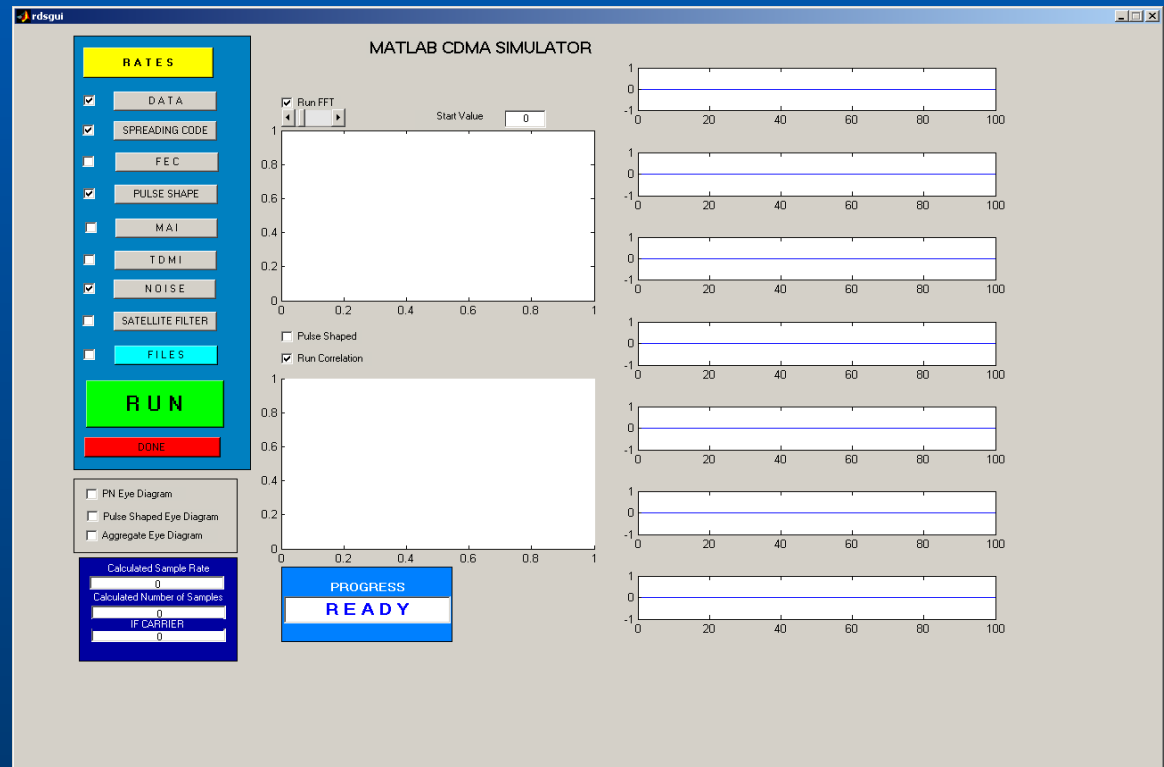 rdsgui
MATLAB CDMA SIMULATOR
RATES
DATA
SPREADING CODE
FEC
PULSE SHAPE
MAI
TDMI
NOISE
SATELLITE FILTER
FILES
RUN
DONE
PN Eye Diagram
Pulse Shaped Eye Diagram
Aggregate Eye Diagram
Calculated Sample Rate
0
Calculated Number of Samples
0
IF CARRIER
0
Run FFT
Start Value 0
1
0.8
0.6
0.4
0.2
0
0 0.2 0.4 0.6 0.8 1
Pulse Shaped
Run Correlation
1
0.8
0.6
0.4
0.2
0
0 0.2 0.4 0.6 0.8 1
PROGRESS
READY
1
0
-1
0 20 40 60 80 100
1
0
-1
0 20 40 60 80 100
1
0
-1
0 20 40 60 80 100
1
0
-1
0 20 40 60 80 100
1
0
-1
0 20 40 60 80 100
1
0
-1
0 20 40 60 80 100
1
0
-1
0 20 40 60 80 100